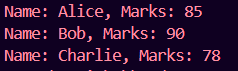 Name: Alice, Marks: 85
Name: Bob, Marks: 90
Name: Charlie, Marks: 78